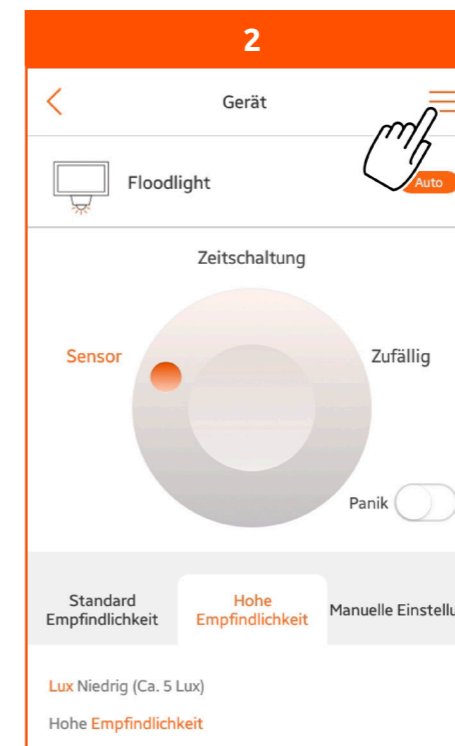 2
Gerät
Floodlight
Auto
Zeitschaltung
Sensor
Zufällig
Panik
Standard
Empfindlichkeit
Hohe
Empfindlichkeit
Manuelle
Lux Niedrig (Ca. 5 Lux)
Hohe Empfindlichkeit